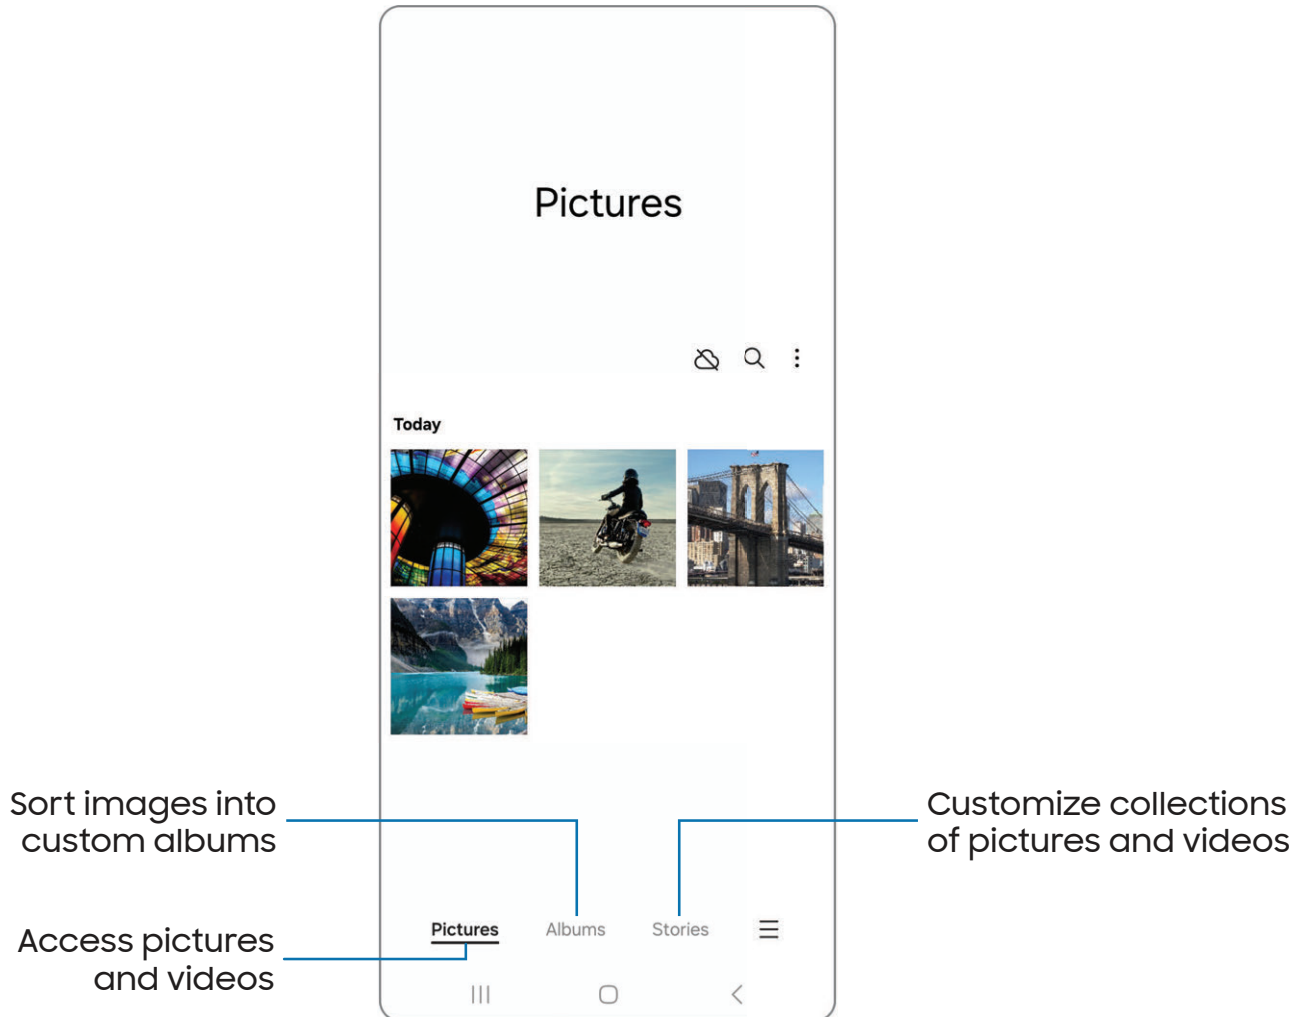 Pictures
Today
Sort images into
custom albums
Customize collections
of pictures and videos
Pictures Albums Stories
Access pictures
and videos